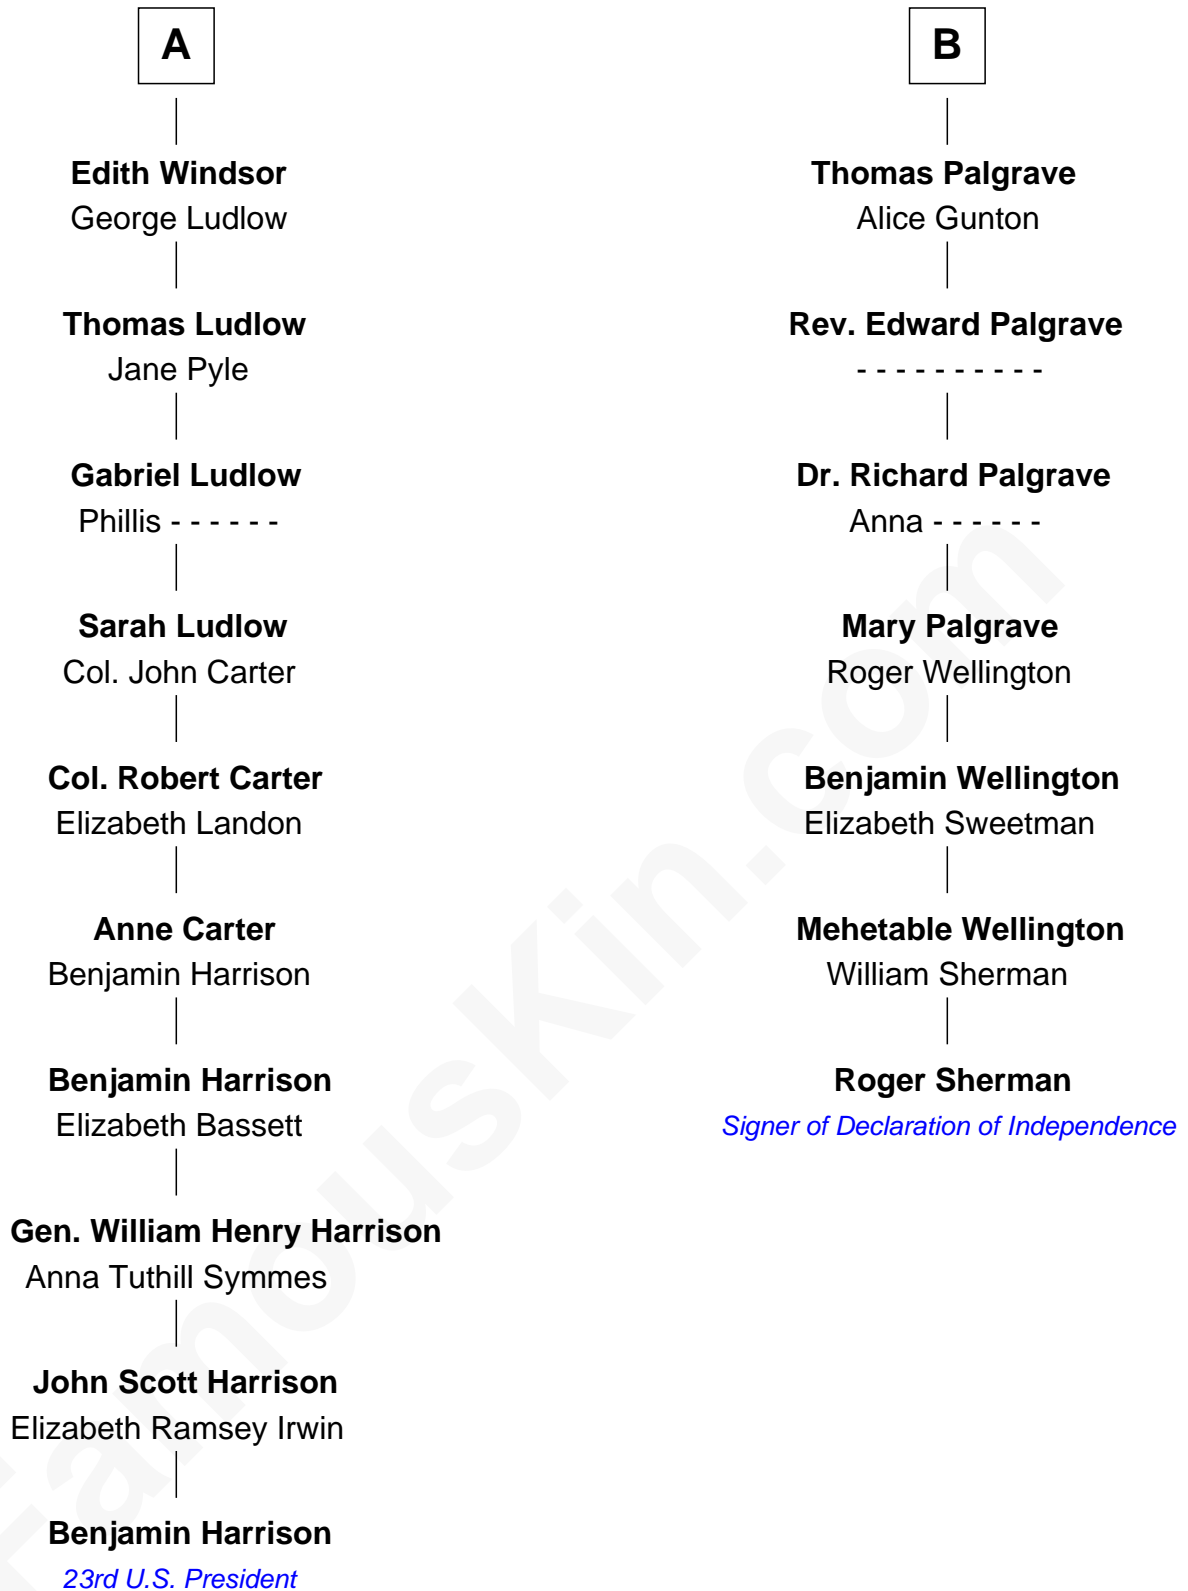 A
Edith Windsor
George Ludlow
Thomas Ludlow
Jane Pyle
Gabriel Ludlow
Phillis - - - - - -
Sarah Ludlow
Col. John Carter
Col. Robert Carter
Elizabeth Landon
Anne Carter
Benjamin Harrison
Benjamin Harrison
Elizabeth Bassett
Gen. William Henry Harrison
Anna Tuthill Symmes
John Scott Harrison
Elizabeth Ramsey Irwin
Benjamin Harrison
23rd U.S. President
B
Thomas Palgrave
Alice Gunton
Rev. Edward Palgrave
- - - - - - - - - -
Dr. Richard Palgrave
Anna - - - - - -
Mary Palgrave
Roger Wellington
Benjamin Wellington
Elizabeth Sweetman
Mehetable Wellington
William Sherman
Roger Sherman
Signer of Declaration of Independence
FamousKin.com